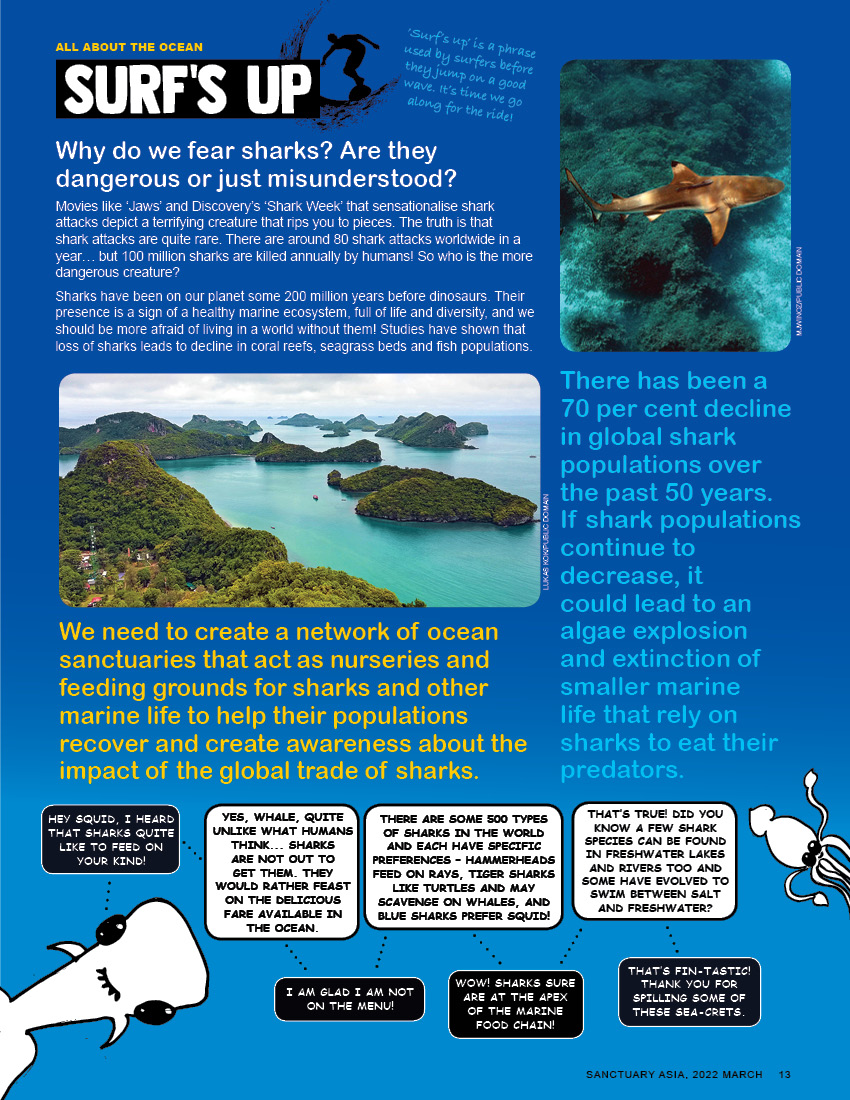 ALL ABOUT THE OCEAN
SURF'S UP
'Surf's up' is a phrase
used by surfers before
they jump on a good
wave. It's time we go
along for the ride!
Why do we fear sharks? Are they
dangerous or just misunderstood?
Movies like 'Jaws' and Discovery's 'Shark Week' that sensationalise shark
attacks depict a terrifying creature that rips you to pieces. The truth is that
shark attacks are quite rare. There are around 80 shark attacks worldwide in a
year… but 100 million sharks are killed annually by humans! So who is the more
dangerous creature?
Sharks have been on our planet some 200 million years before dinosaurs. Their
presence is a sign of a healthy marine ecosystem, full of life and diversity, and we
should be more afraid of living in a world without them! Studies have shown that
loss of sharks leads to decline in coral reefs, seagrass beds and fish populations.
MJWINOZ/PUBLIC DOMAIN
LUKAS KOK/PUBLIC DOMAIN
There has been a
70 per cent decline
in global shark
populations over
the past 50 years.
If shark populations
continue to
decrease, it
could lead to an
algae explosion
and extinction of
smaller marine
life that rely on
sharks to eat their
predators.
We need to create a network of ocean
sanctuaries that act as nurseries and
feeding grounds for sharks and other
marine life to help their populations
recover and create awareness about the
impact of the global trade of sharks.
HEY SQUID, I HEARD
THAT SHARKS QUITE
LIKE TO FEED ON
YOUR KIND!
YES, WHALE, QUITE
UNLIKE WHAT HUMANS
THINK... SHARKS
ARE NOT OUT TO
GET THEM. THEY
WOULD RATHER FEAST
ON THE DELICIOUS
FARE AVAILABLE IN
THE OCEAN.
I AM GLAD I AM NOT
ON THE MENU!
THERE ARE SOME 500 TYPES
OF SHARKS IN THE WORLD
AND EACH HAVE SPECIFIC
PREFERENCES – HAMMERHEADS
FEED ON RAYS, TIGER SHARKS
LIKE TURTLES AND MAY
SCAVENGE ON WHALES, AND
BLUE SHARKS PREFER SQUID!
WOW! SHARKS SURE
ARE AT THE APEX
OF THE MARINE
FOOD CHAIN!
THAT'S TRUE! DID YOU
KNOW A FEW SHARK
SPECIES CAN BE FOUND
IN FRESHWATER LAKES
AND RIVERS TOO AND
SOME HAVE EVOLVED TO
SWIM BETWEEN SALT
AND FRESHWATER?
THAT'S FIN-TASTIC!
THANK YOU FOR
SPILLING SOME OF
THESE SEA-CRETS.
SANCTUARY ASIA, 2022 MARCH 13